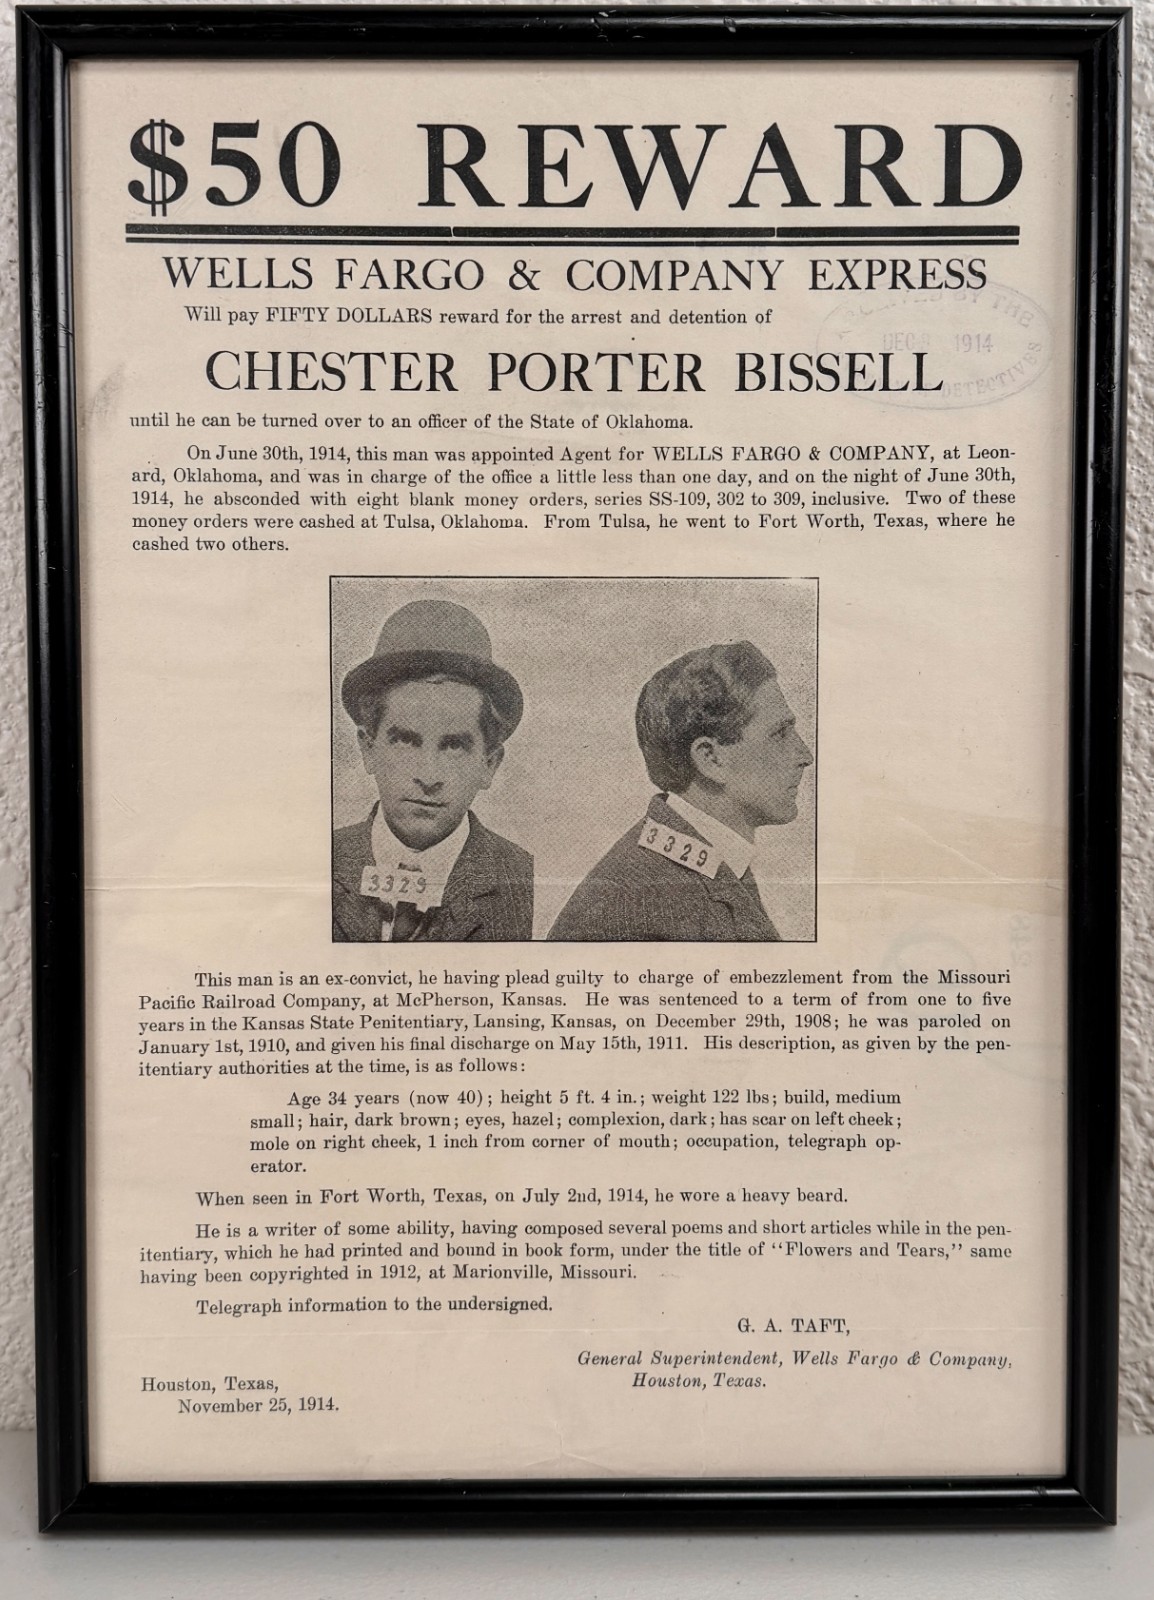 $50 REWARD
WELLS FARGO & COMPANY EXPRESS
Will pay FIFTY DOLLARS reward for the arrest and detention of
BY THE
DEC 1914
DETECTIVES
CHESTER PORTER BISSELL
until he can be turned over to an officer of the State of Oklahoma.
On June 30th, 1914, this man was appointed Agent for WELLS FARGO & COMPANY, at Leon-
ard, Oklahoma, and was in charge of the office a little less than one day, and on the night of June 30th,
1914, he absconded with eight blank money orders, series SS-109, 302 to 309, inclusive. Two of these
money orders were cashed at Tulsa, Oklahoma. From Tulsa, he went to Fort Worth, Texas, where he
cashed two others.
3329
3329
This man is an ex-convict, he having plead guilty to charge of embezzlement from the Missouri
Pacific Railroad Company, at McPherson, Kansas. He was sentenced to a term of from one to five
years in the Kansas State Penitentiary, Lansing, Kansas, on December 29th, 1908; he was paroled on
January 1st, 1910, and given his final discharge on May 15th, 1911. His description, as given by the pen-
itentiary authorities at the time, is as follows:
Age 34 years (now 40); height 5 ft. 4 in.; weight 122 lbs; build, medium
small; hair, dark brown; eyes, hazel; complexion, dark; has scar on left cheek;
mole on right cheek, 1 inch from corner of mouth; occupation, telegraph op-
erator.
When seen in Fort Worth, Texas, on July 2nd, 1914, he wore a heavy beard.
He is a writer of some ability, having composed several poems and short articles while in the pen-
itentiary, which he had printed and bound in book form, under the title of "Flowers and Tears," same
having been copyrighted in 1912, at Marionville, Missouri.
Telegraph information to the undersigned.
G. A. TAFT,
General Superintendent, Wells Fargo & Company,
Houston, Texas.
Houston, Texas,
November 25, 1914.